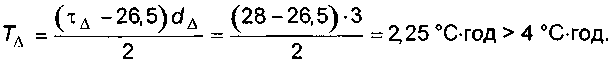 T_Δ = (τ_Δ − 26,5) d_Δ / 2 = (28 − 26,5)·3 / 2 = 2,25 °C·год > 4 °C·год.